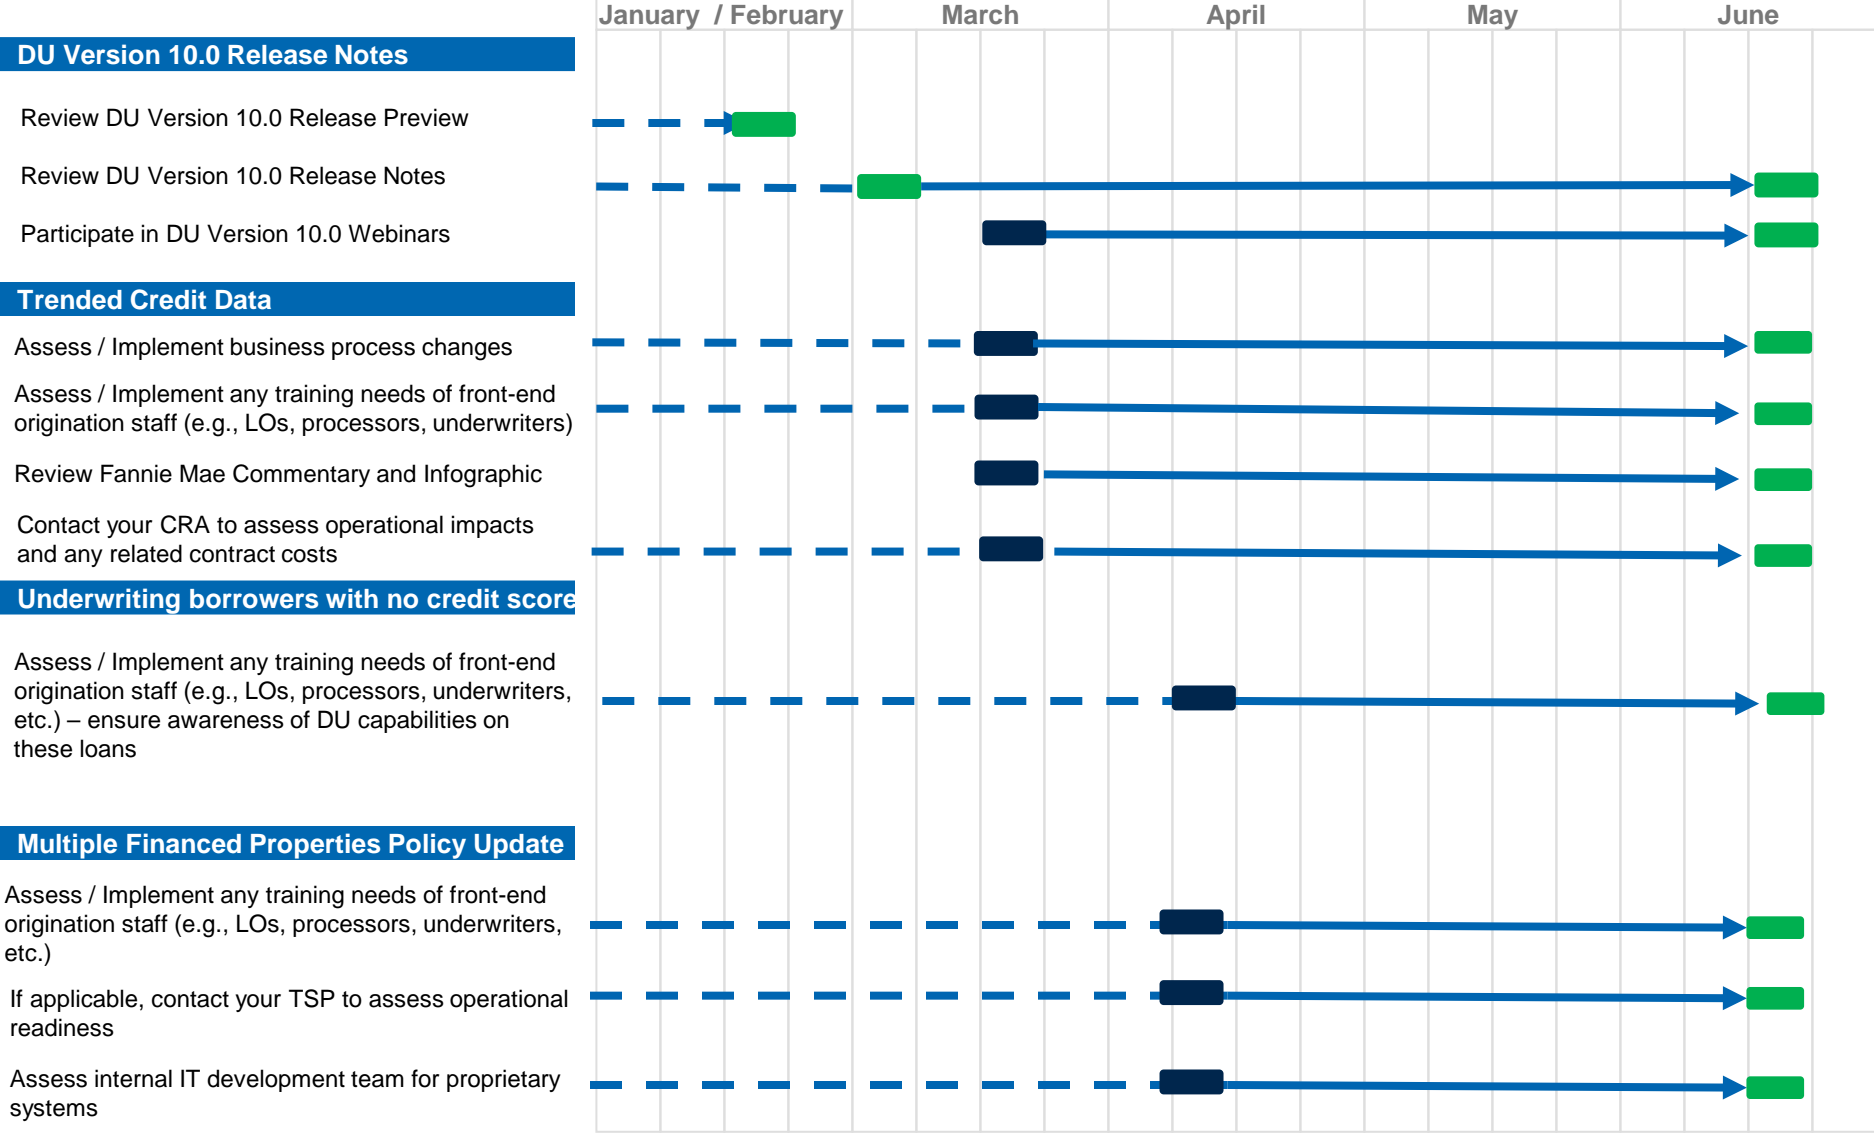 January / February March April May June
DU Version 10.0 Release Notes
Review DU Version 10.0 Release Preview
Review DU Version 10.0 Release Notes
Participate in DU Version 10.0 Webinars
Trended Credit Data
Assess / Implement business process changes
Assess / Implement any training needs of front-end
origination staff (e.g., LOs, processors, underwriters)
Review Fannie Mae Commentary and Infographic
Contact your CRA to assess operational impacts
and any related contract costs
Underwriting borrowers with no credit score
Assess / Implement any training needs of front-end
origination staff (e.g., LOs, processors, underwriters,
etc.) – ensure awareness of DU capabilities on
these loans
Multiple Financed Properties Policy Update
Assess / Implement any training needs of front-end
origination staff (e.g., LOs, processors, underwriters,
etc.)
If applicable, contact your TSP to assess operational
readiness
Assess internal IT development team for proprietary
systems